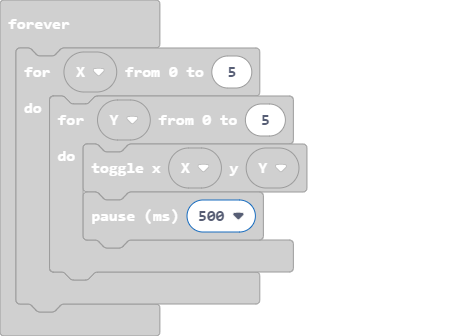 forever
for X from 0 to 5
do
for Y from 0 to 5
do
toggle x X y Y
pause (ms) 500